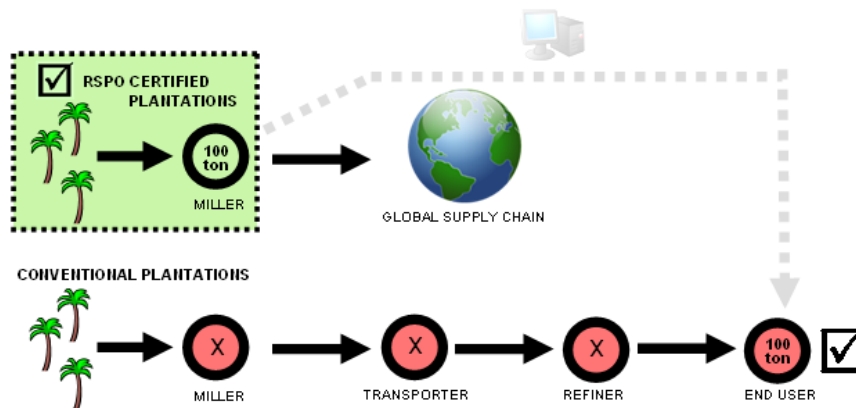 RSPO CERTIFIED
PLANTATIONS
100
ton
MILLER
GLOBAL SUPPLY CHAIN
CONVENTIONAL PLANTATIONS
X
X
X
100
ton
MILLER
TRANSPORTER
REFINER
END USER